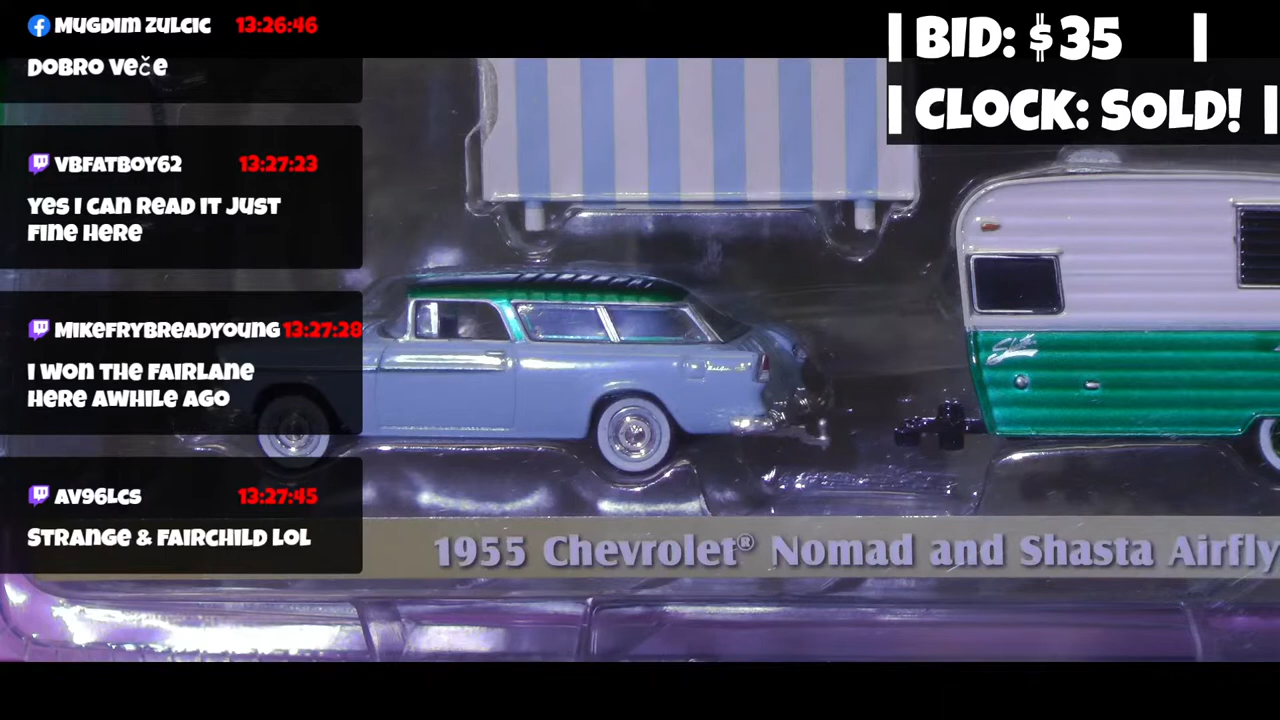 Mugdim Zulcic 13:26:46
Dobro veče
| BID: $35 |
| CLOCK: SOLD! |
vbfatboy62 13:27:23
Yes I can read it just
fine here
mikefrybreadyoung 13:27:28
I won the Fairlane
here awhile ago
av96lcs 13:27:45
Strange & Fairchild lol
Shasta
1955 Chevrolet® Nomad and Shasta Airfly